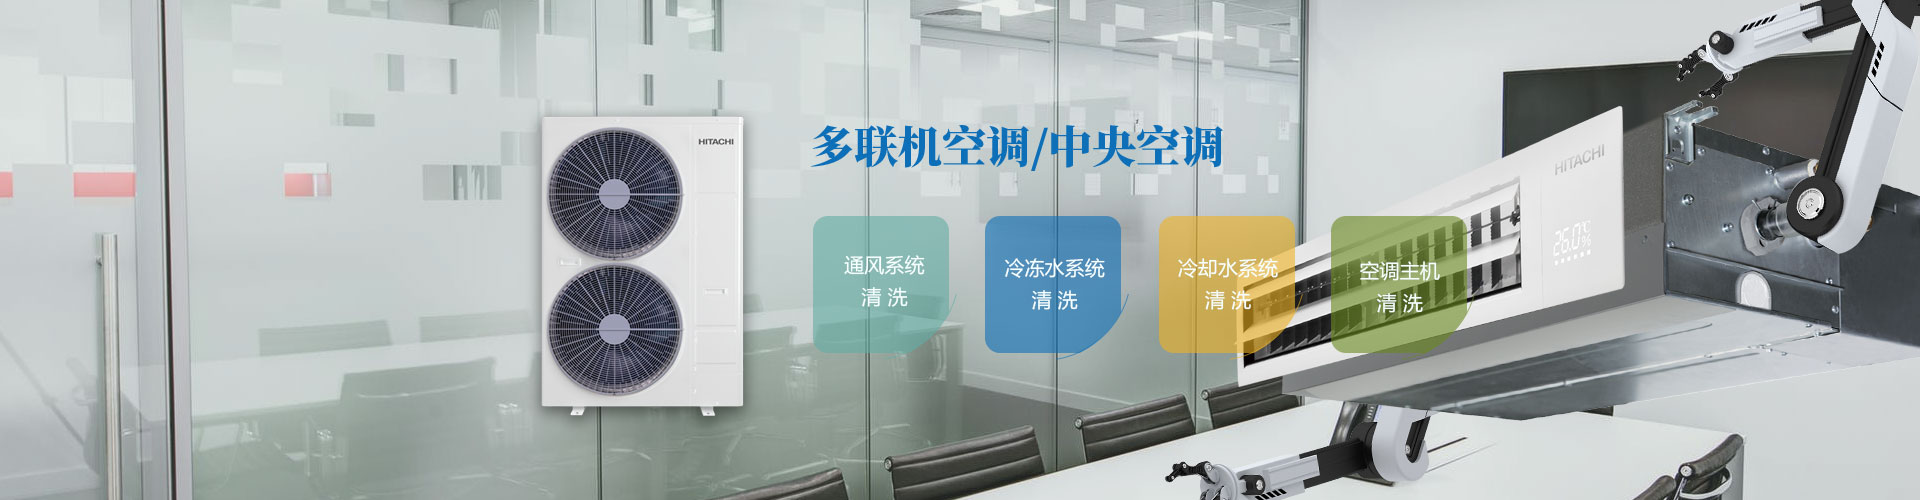 HITACHI
多联机空调/中央空调
HITACHI
26.0℃
%
通风系统
清 洗
冷冻水系统
清 洗
冷却水系统
清 洗
空调主机
清 洗